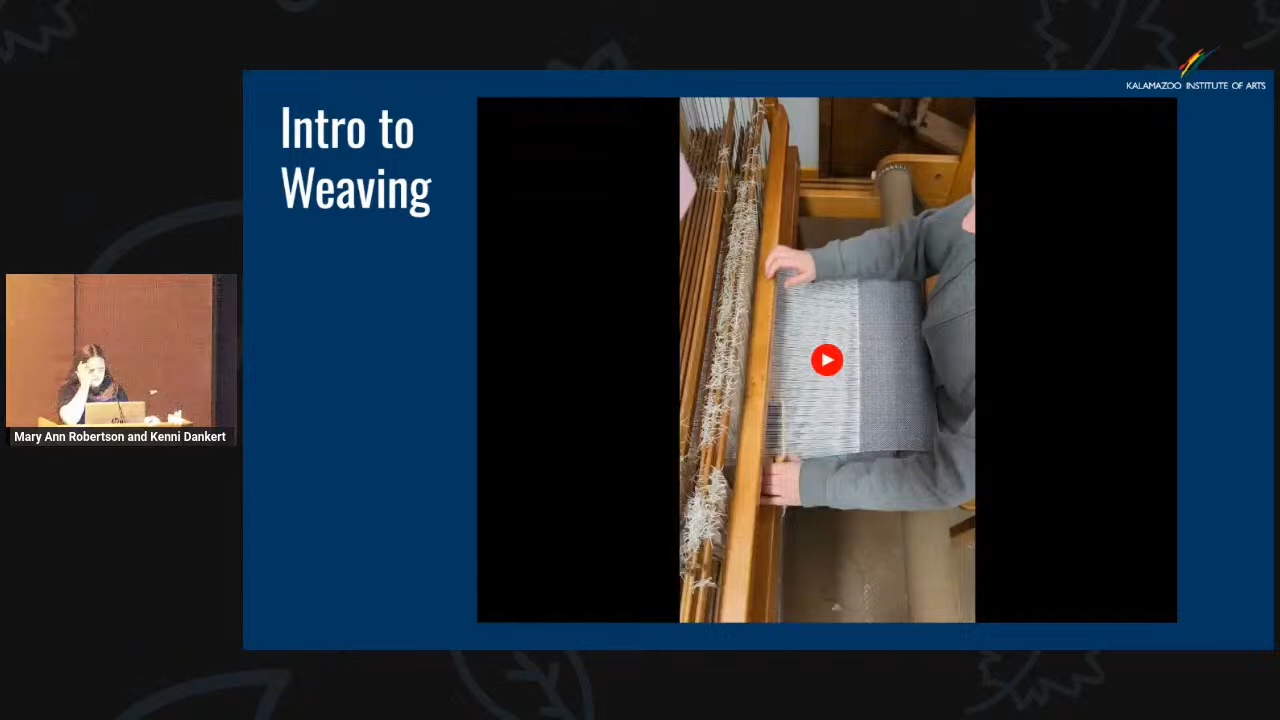 KALAMAZOO INSTITUTE OF ARTS
Intro to
Weaving
Mary Ann Robertson and Kenni Dankert